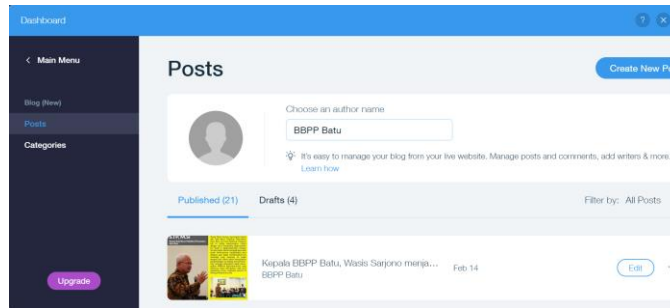 Dashboard
?
Main Menu
Posts
Create New Po
Blog (New)
Posts
Categories
Choose an author name
BBPP Batu
It's easy to manage your blog from your live website. Manage posts and comments, add writers & more.
Learn how
Published (21)
Drafts (4)
Filter by: All Posts
Kepala BBPP Batu, Wasis Sarjono menja...
BBPP Batu
Feb 14
Edit
Upgrade